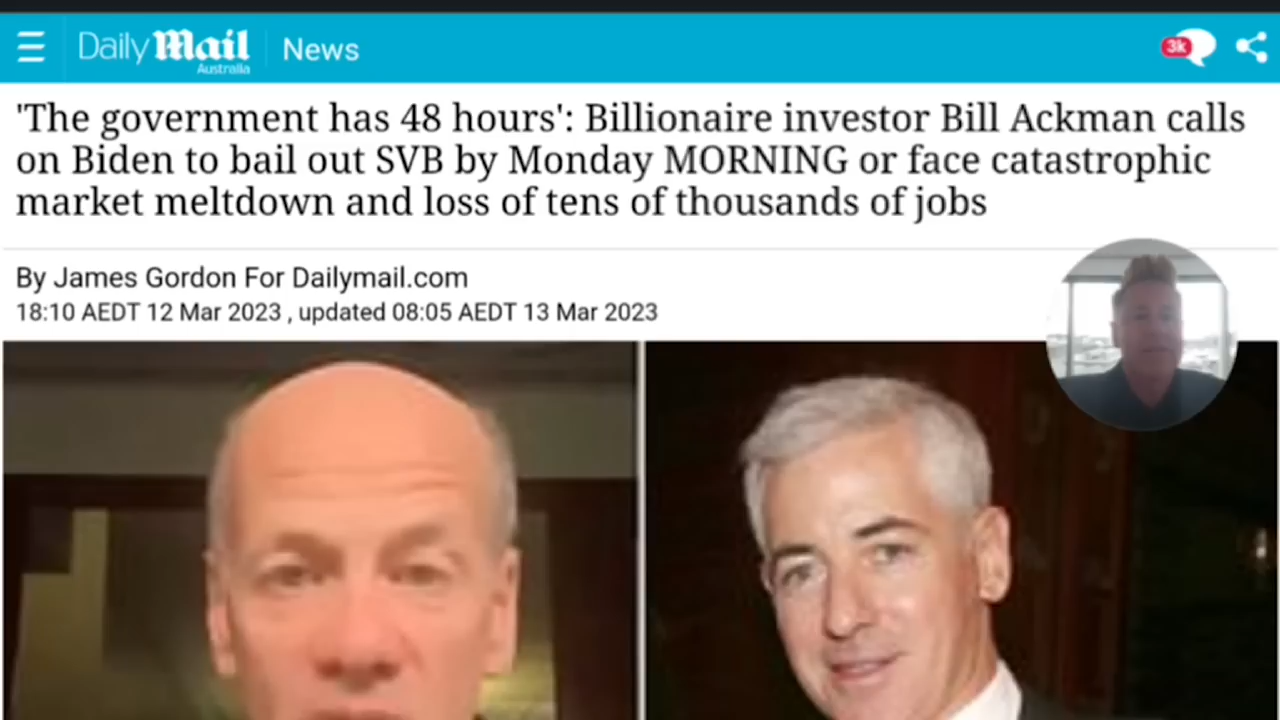 Daily Mail
Australia
News
3k
'The government has 48 hours': Billionaire investor Bill Ackman calls
on Biden to bail out SVB by Monday MORNING or face catastrophic
market meltdown and loss of tens of thousands of jobs
By James Gordon For Dailymail.com
18:10 AEDT 12 Mar 2023 , updated 08:05 AEDT 13 Mar 2023